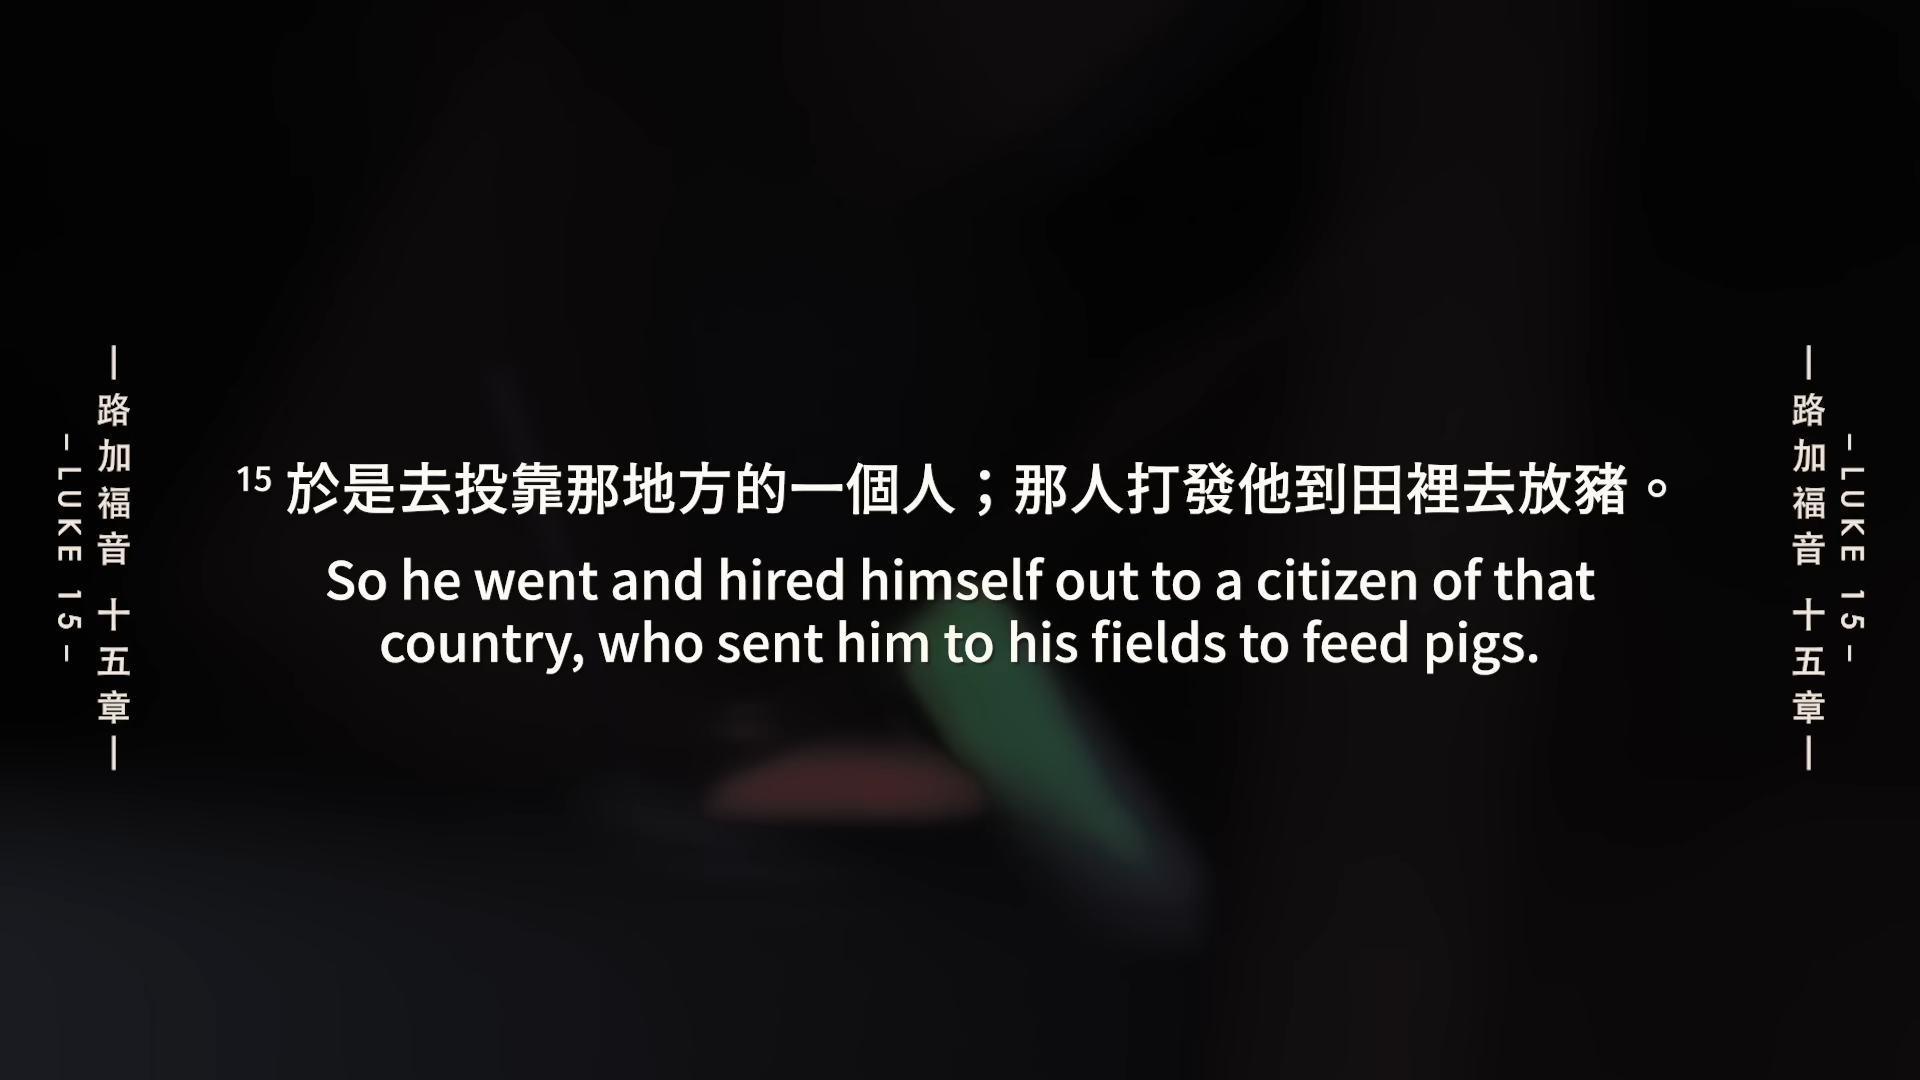 —路加福音 十五章—
– LUKE 15 –
15 於是去投靠那地方的一個人；那人打發他到田裡去放豬。
So he went and hired himself out to a citizen of that
country, who sent him to his fields to feed pigs.
—路加福音 十五章—
– LUKE 15 –